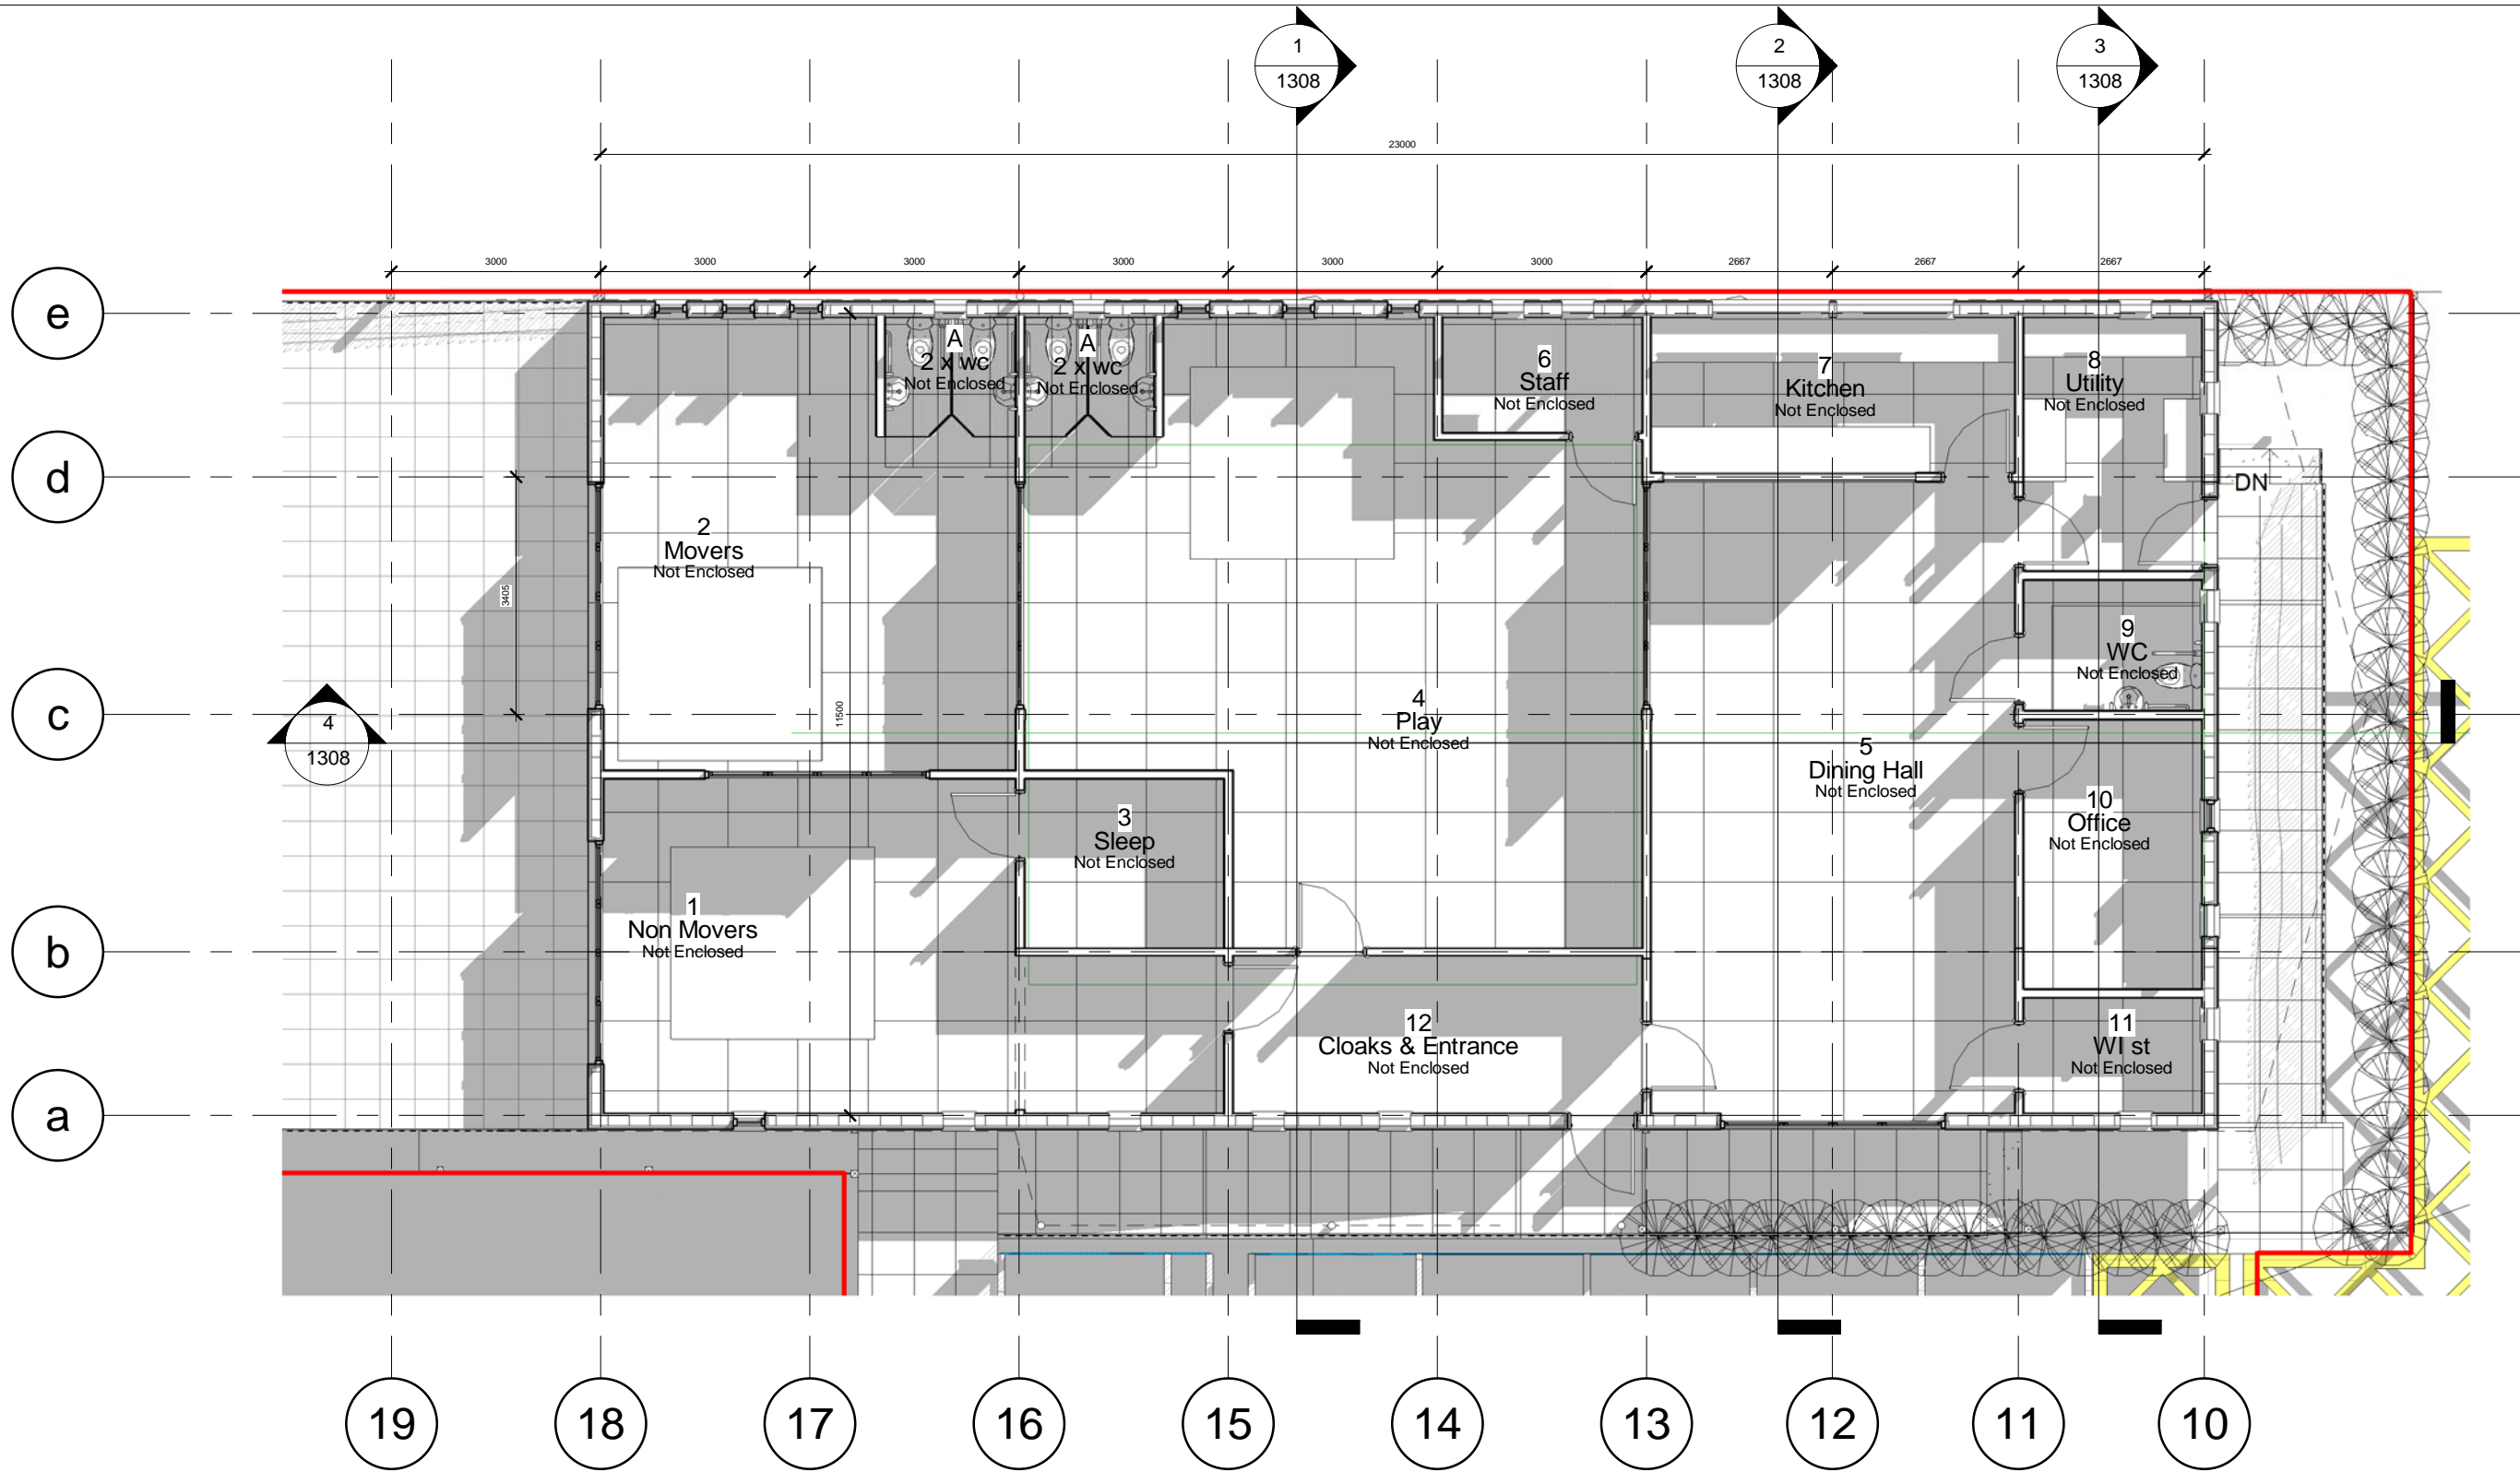 1
1308
2
1308
3
1308
23000
3000
3000
3000
3000
3000
3000
2667
2667
2667
e
d
c
b
a
A
2 x wc
Not Enclosed
A
2 x wc
Not Enclosed
6
Staff
Not Enclosed
7
Kitchen
Not Enclosed
8
Utility
Not Enclosed
DN
2
Movers
Not Enclosed
3405
11500
4
1308
4
Play
Not Enclosed
5
Dining Hall
Not Enclosed
9
WC
Not Enclosed
10
Office
Not Enclosed
3
Sleep
Not Enclosed
1
Non Movers
Not Enclosed
12
Cloaks & Entrance
Not Enclosed
11
WI st
Not Enclosed
19
18
17
16
15
14
13
12
11
10